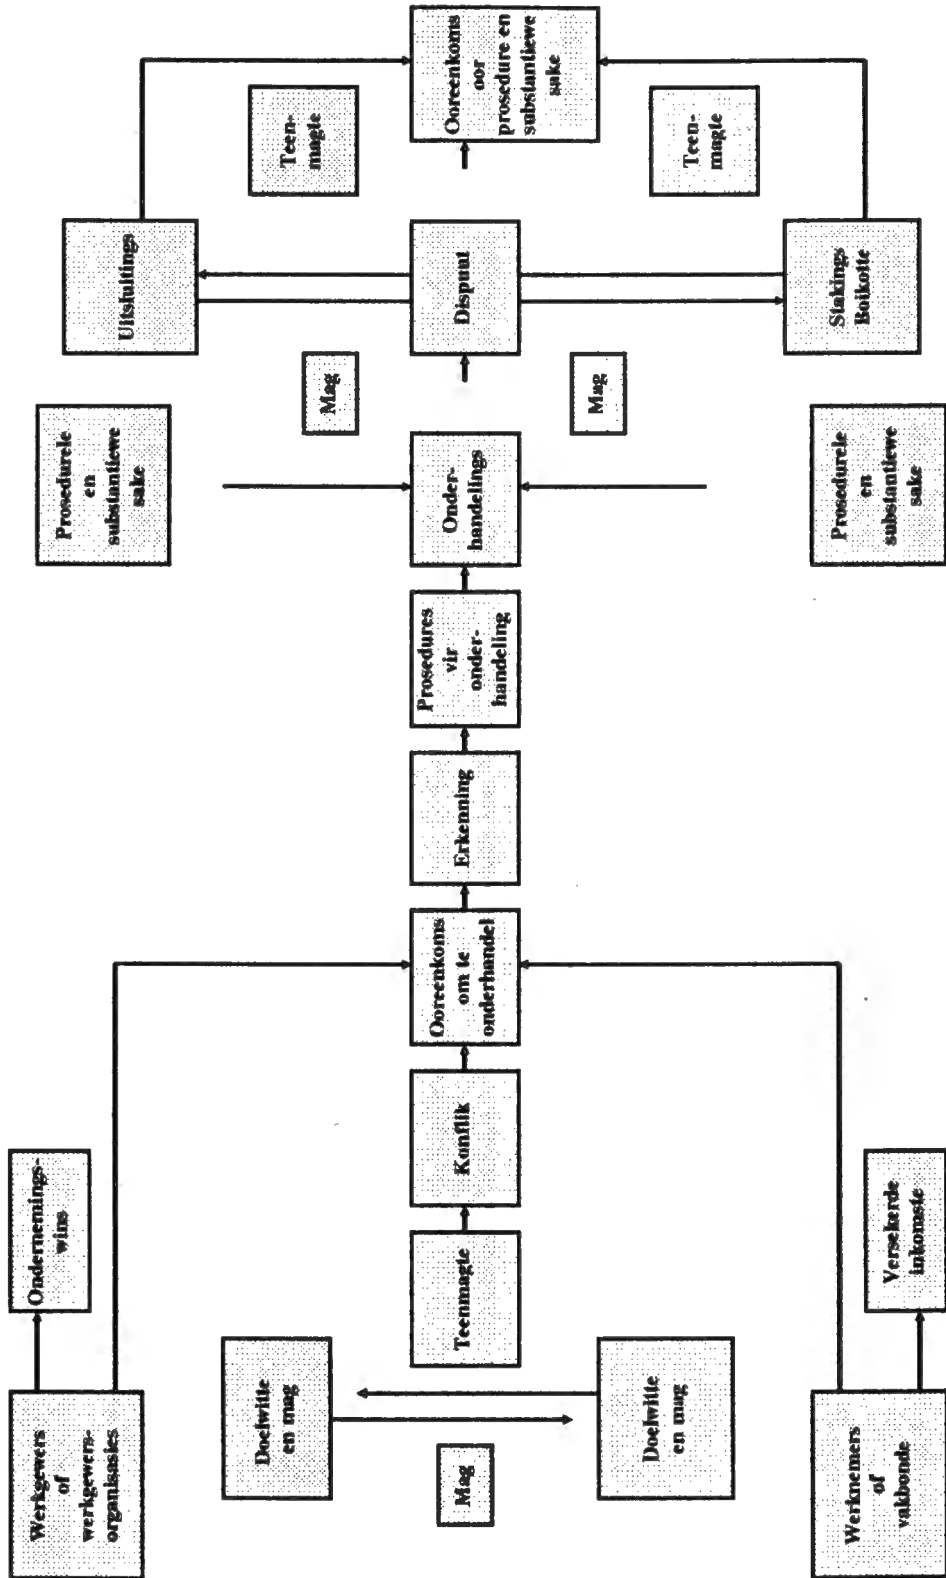 Werkgewers
of
werkgewers-
organisasies
Ondernemings-
wins
Doelwitte
en mag
Mag
Doelwitte
en mag
Werknemers
of
vakbonde
Versekerde
inkomste
Teenmagte
Konflik
Ooreenkoms
om te
onderhandel
Erkenning
Prosedures
vir
onder-
handeling
Onder-
handelings
Prosedurele
en
substantiewe
sake
Prosedurele
en
substantiewe
sake
Mag
Mag
Uitsluitings
Dispuut
Stakings
Boikotte
Teen-
magte
Teen-
magte
Ooreenkoms
oor
prosedure en
substantiewe
sake